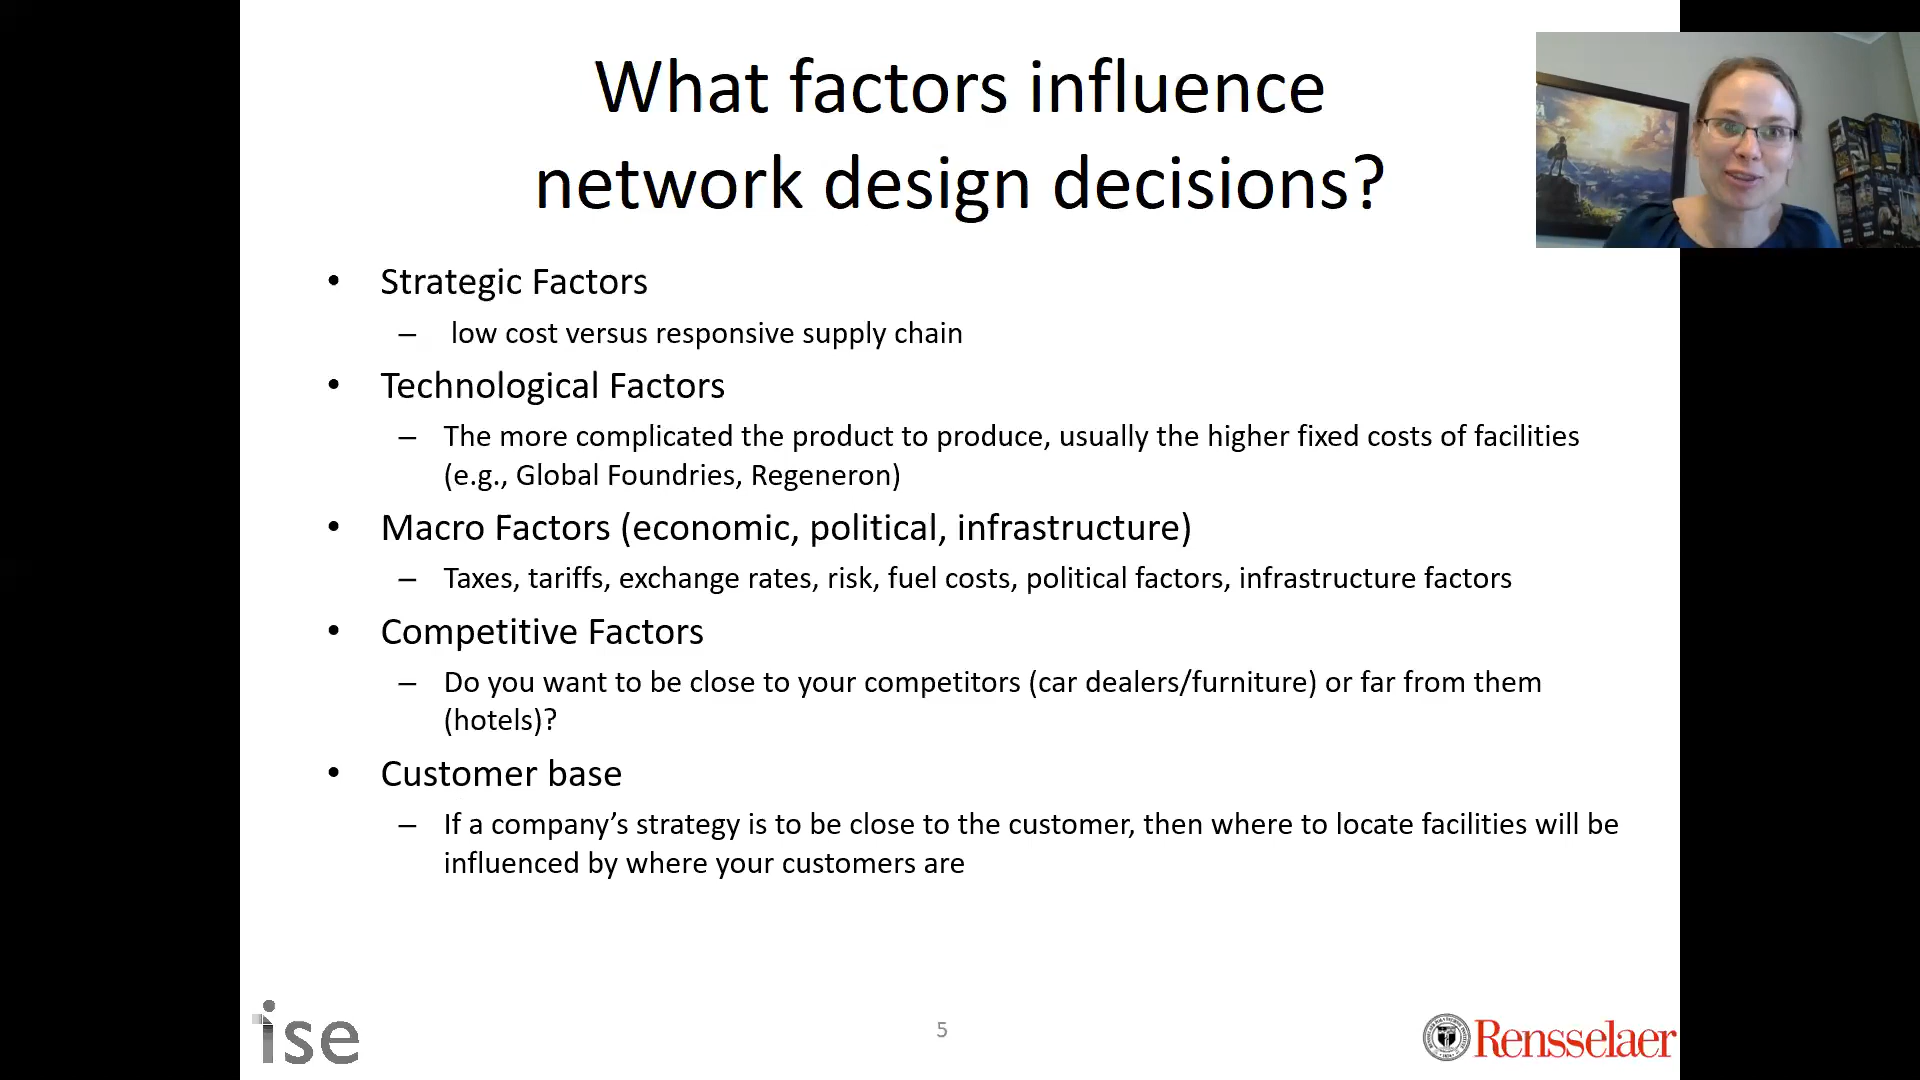 What factors influence
network design decisions?
• Strategic Factors
– low cost versus responsive supply chain
• Technological Factors
– The more complicated the product to produce, usually the higher fixed costs of facilities
(e.g., Global Foundries, Regeneron)
• Macro Factors (economic, political, infrastructure)
– Taxes, tariffs, exchange rates, risk, fuel costs, political factors, infrastructure factors
• Competitive Factors
– Do you want to be close to your competitors (car dealers/furniture) or far from them
(hotels)?
• Customer base
– If a company’s strategy is to be close to the customer, then where to locate facilities will be
influenced by where your customers are
ise
5
Rensselaer